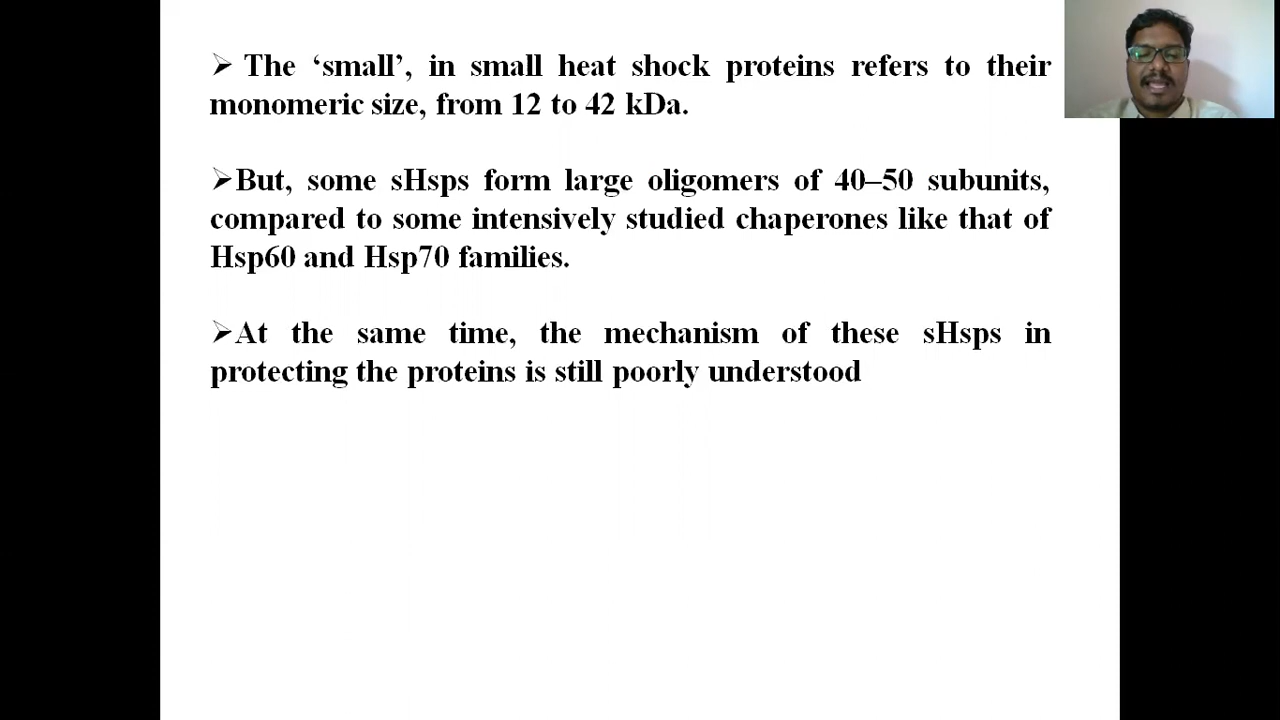 ➢ The ‘small’, in small heat shock proteins refers to their
monomeric size, from 12 to 42 kDa.
➢But, some sHsps form large oligomers of 40–50 subunits,
compared to some intensively studied chaperones like that of
Hsp60 and Hsp70 families.
➢At the same time, the mechanism of these sHsps in
protecting the proteins is still poorly understood